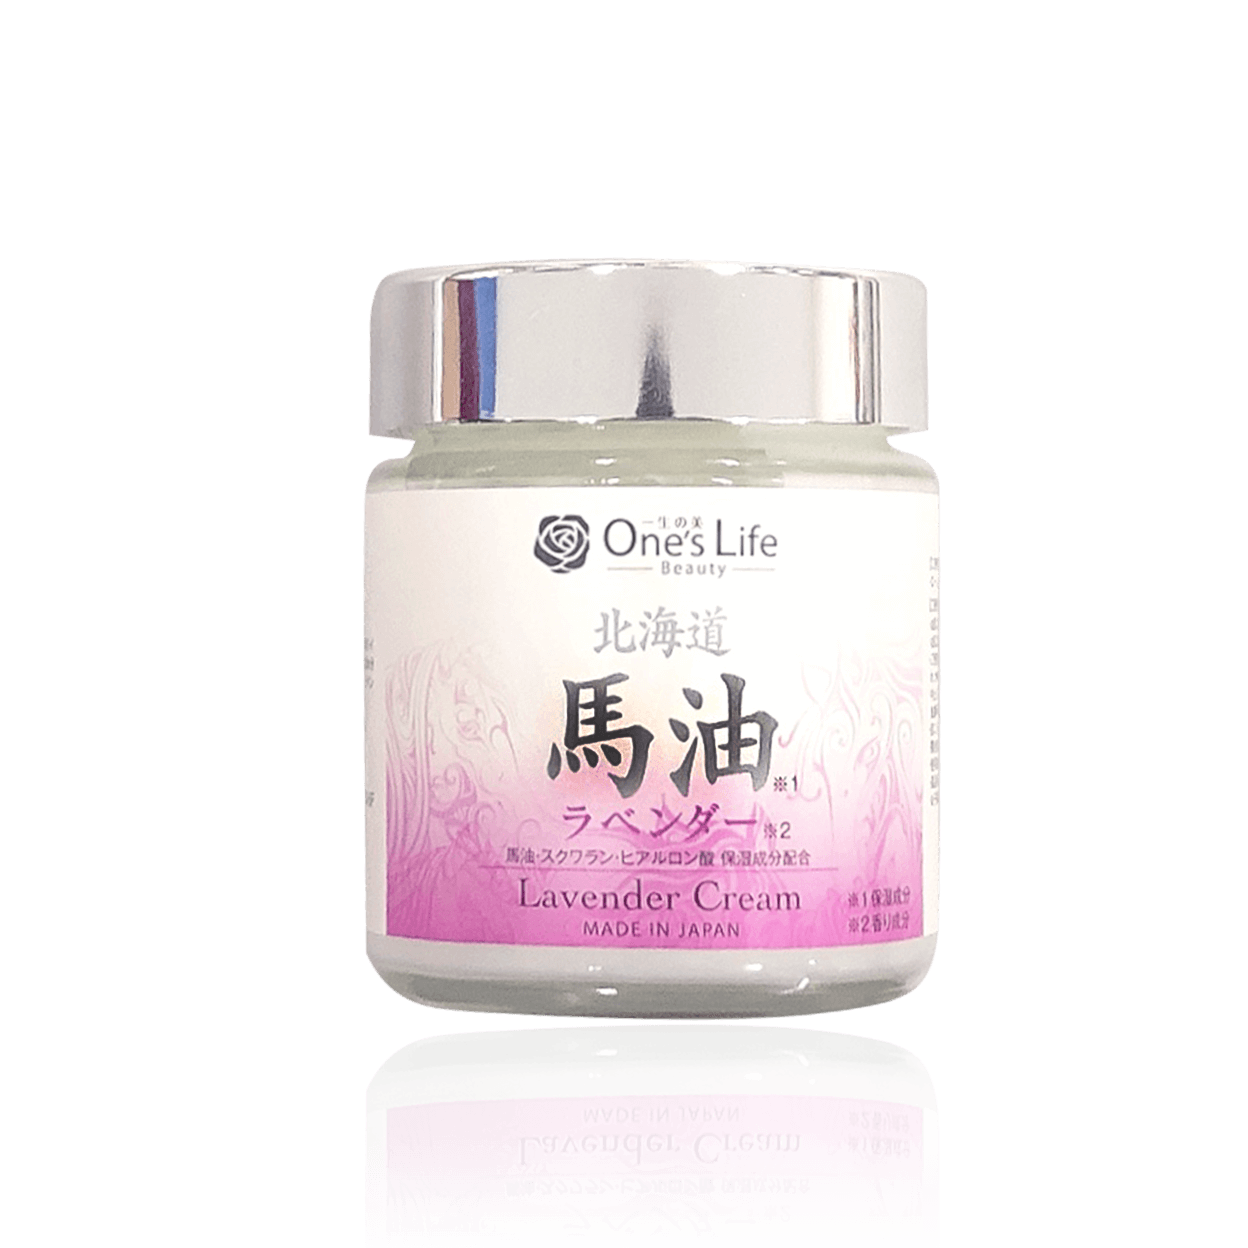 一生の美
One's Life
Beauty
北海道
馬油※1
ラベンダー※2
馬油・スクワラン・ヒアルロン酸 保湿成分配合
Lavender Cream
MADE IN JAPAN
※1 保湿成分
※2 香り成分